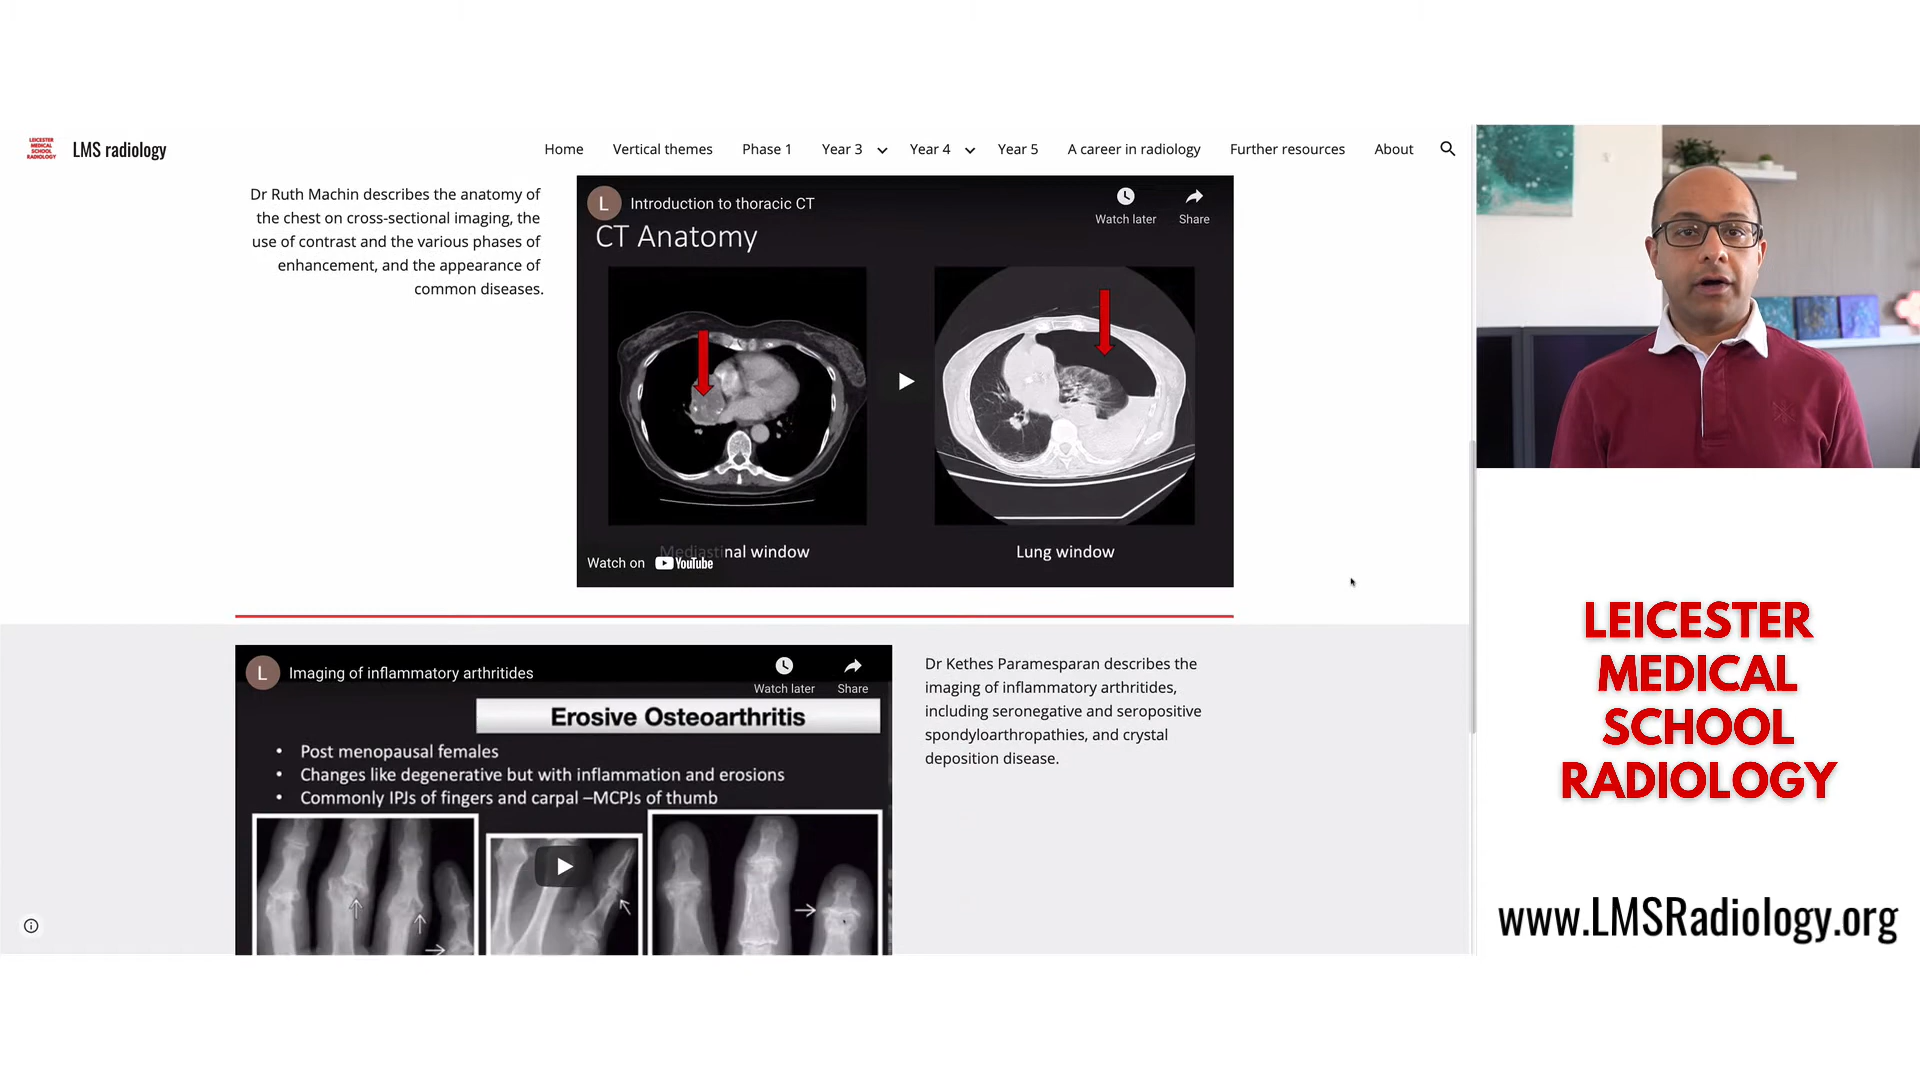 LEICESTER
MEDICAL
SCHOOL
RADIOLOGY
LMS radiology
Home Vertical themes Phase 1 Year 3 Year 4 Year 5 A career in radiology Further resources About
Dr Ruth Machin describes the anatomy of
the chest on cross-sectional imaging, the
use of contrast and the various phases of
enhancement, and the appearance of
common diseases.
L Introduction to thoracic CT
Watch later Share
CT Anatomy
Mediastinal window Lung window
Watch on YouTube
L Imaging of inflammatory arthritides
Watch later Share
Erosive Osteoarthritis
• Post menopausal females
• Changes like degenerative but with inflammation and erosions
• Commonly IPJs of fingers and carpal –MCPJs of thumb
Dr Kethes Paramesparan describes the
imaging of inflammatory arthritides,
including seronegative and seropositive
spondyloarthropathies, and crystal
deposition disease.
LEICESTER
MEDICAL
SCHOOL
RADIOLOGY
www.LMSRadiology.org